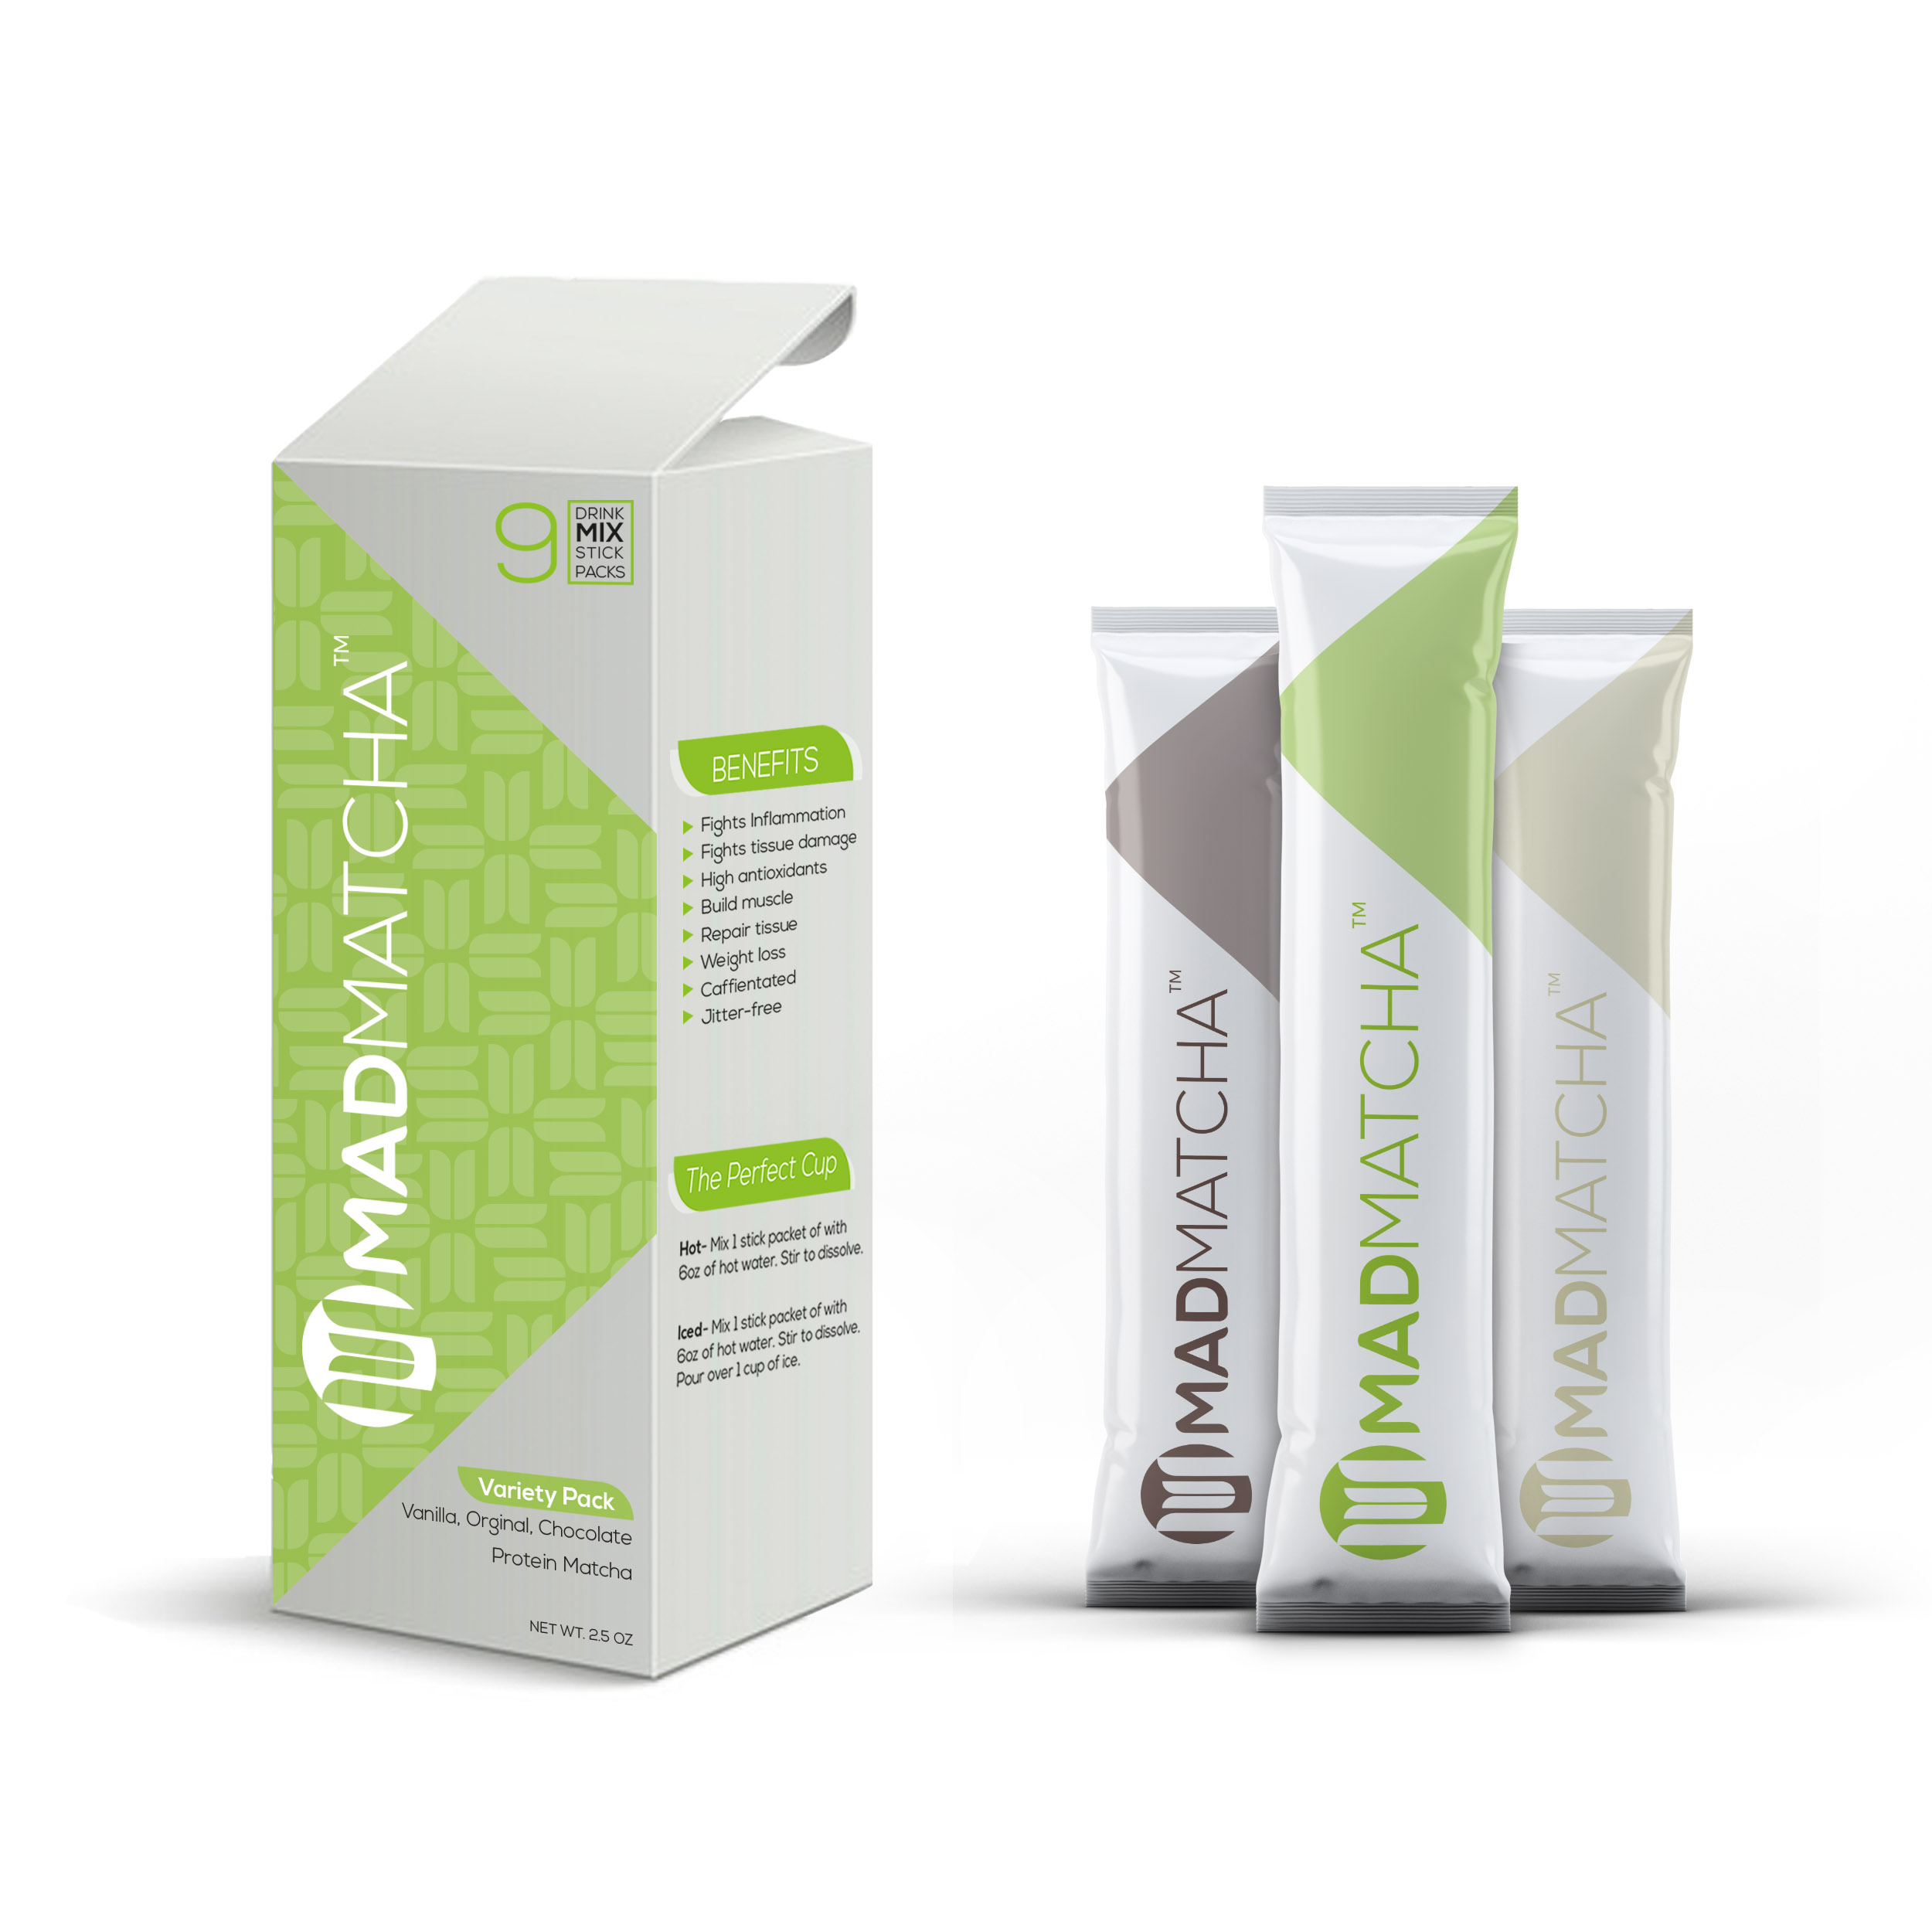 9
DRINK
MIX
STICK
PACKS
MADMATCHA™
Variety Pack
Vanilla, Orginal, Chocolate
Protein Matcha
NET WT. 2.5 OZ
BENEFITS
Fights Inflammation
Fights tissue damage
High antioxidants
Build muscle
Repair tissue
Weight loss
Caffientated
Jitter-free
The Perfect Cup
Hot- Mix 1 stick packet of with
6oz of hot water. Stir to dissolve.
Iced- Mix 1 stick packet of with
6oz of hot water. Stir to dissolve.
Pour over 1 cup of ice.
MADMATCHA™
MADMATCHA™
MADMATCHA™